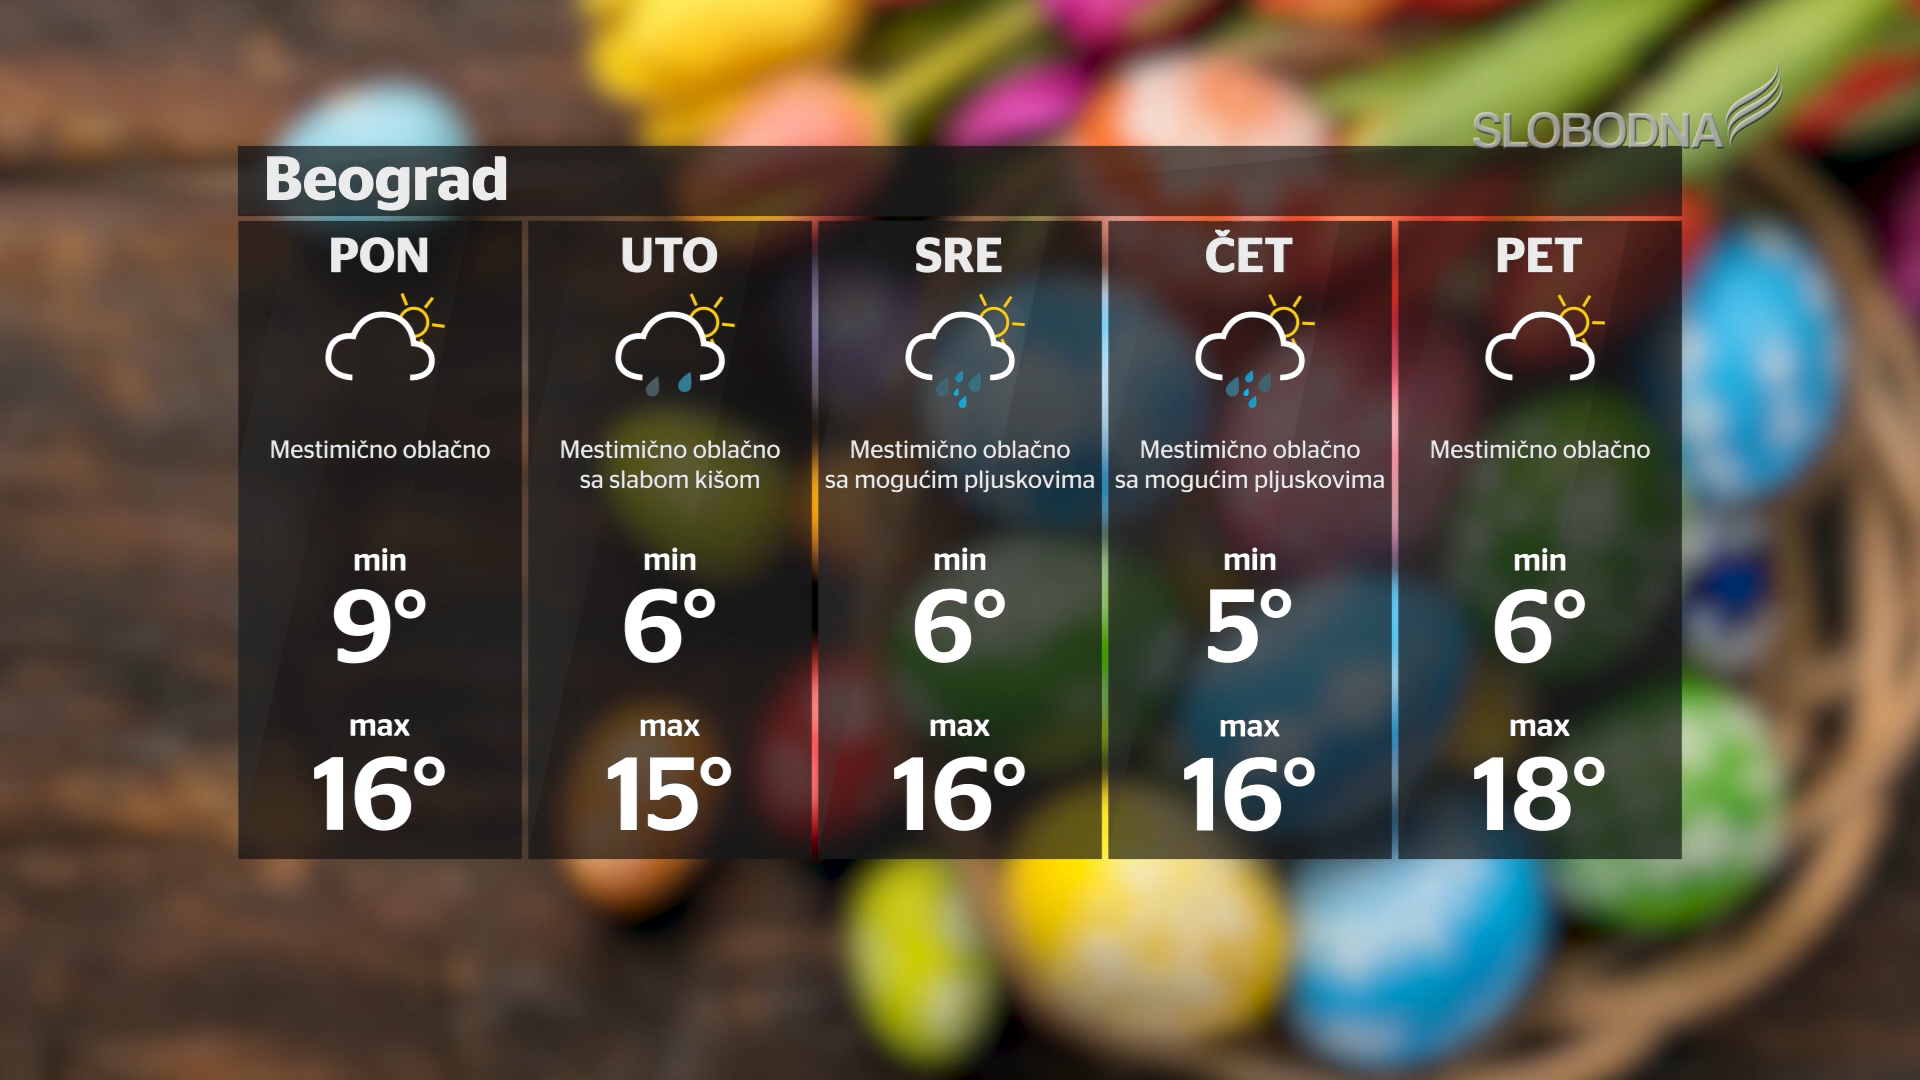 SLOBODNA
Beograd
PON
Mestimično oblačno
min
9°
max
16°
UTO
Mestimično oblačno
sa slabom kišom
min
6°
max
15°
SRE
Mestimično oblačno
sa mogućim pljuskovima
min
6°
max
16°
ČET
Mestimično oblačno
sa mogućim pljuskovima
min
5°
max
16°
PET
Mestimično oblačno
min
6°
max
18°